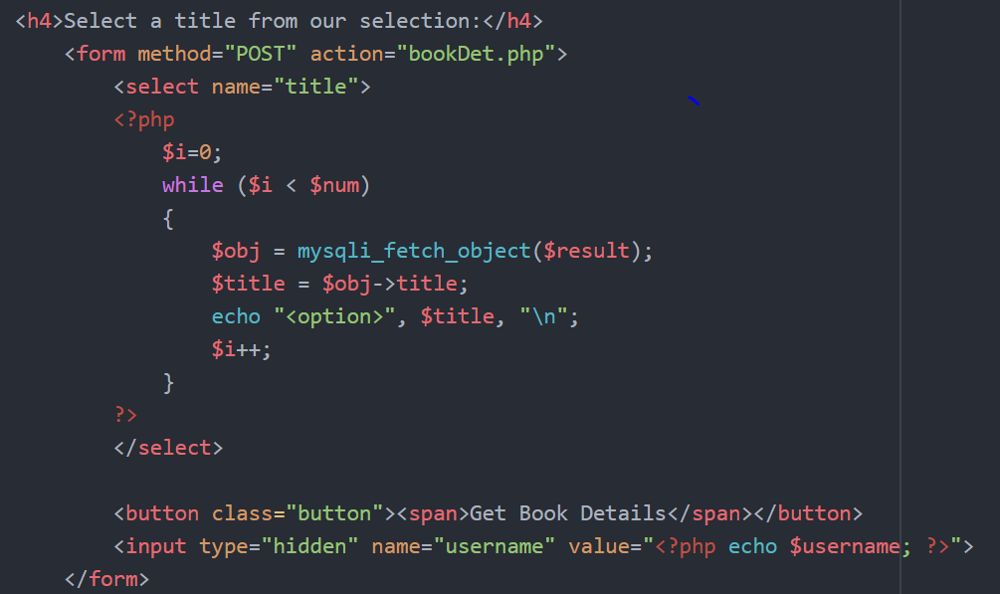 <h4>Select a title from our selection:</h4>
<form method="POST" action="bookDet.php">
<select name="title">
<?php
$i=0;
while ($i < $num)
{
$obj = mysqli_fetch_object($result);
$title = $obj->title;
echo "<option>", $title, "\n";
$i++;
}
?>
</select>
<button class="button"><span>Get Book Details</span></button>
<input type="hidden" name="username" value="<?php echo $username; ?>">
</form>